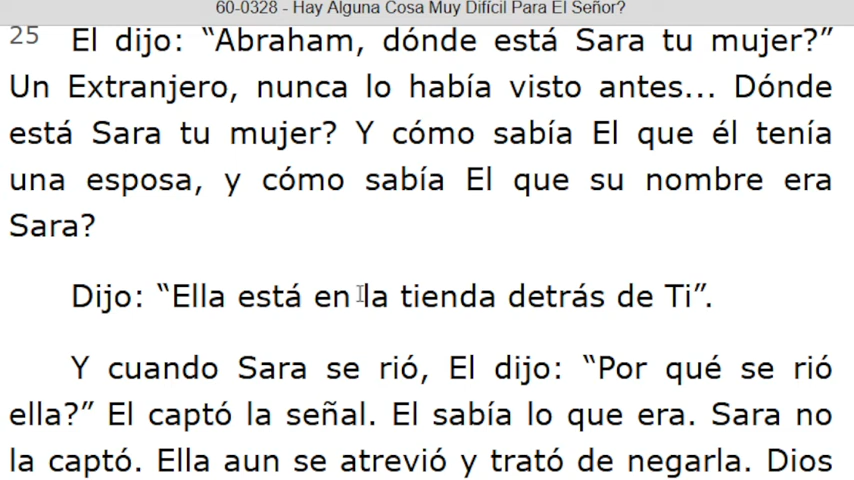 60-0328 - Hay Alguna Cosa Muy Difícil Para El Señor?
25 El dijo: “Abraham, dónde está Sara tu mujer?”
Un Extranjero, nunca lo había visto antes... Dónde
está Sara tu mujer? Y cómo sabía El que él tenía
una esposa, y cómo sabía El que su nombre era
Sara?
Dijo: “Ella está en la tienda detrás de Ti”.
Y cuando Sara se rió, El dijo: “Por qué se rió
ella?” El captó la señal. El sabía lo que era. Sara no
la captó. Ella aun se atrevió y trató de negarla. Dios